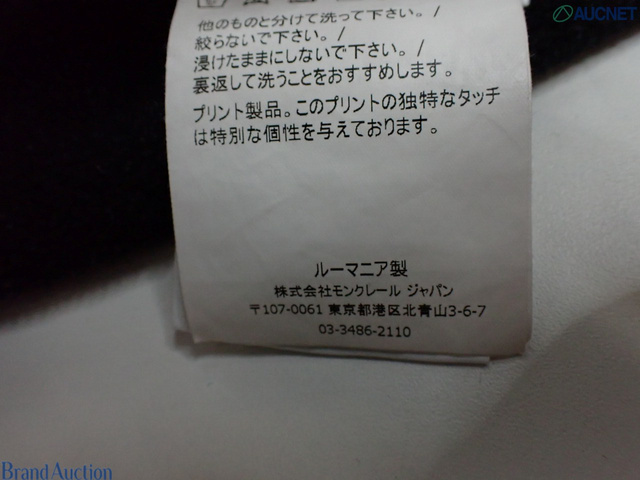 AUCNET
他のものと分けて洗って下さい。/
絞らないで下さい。/
浸けたままにしないで下さい。/
裏返して洗うことをおすすめします。
プリント製品。このプリントの独特なタッチ
は特別な個性を与えております。
ルーマニア製
株式会社モンクレール ジャパン
〒107-0061 東京都港区北青山3-6-7
03-3486-2110
Brand Auction